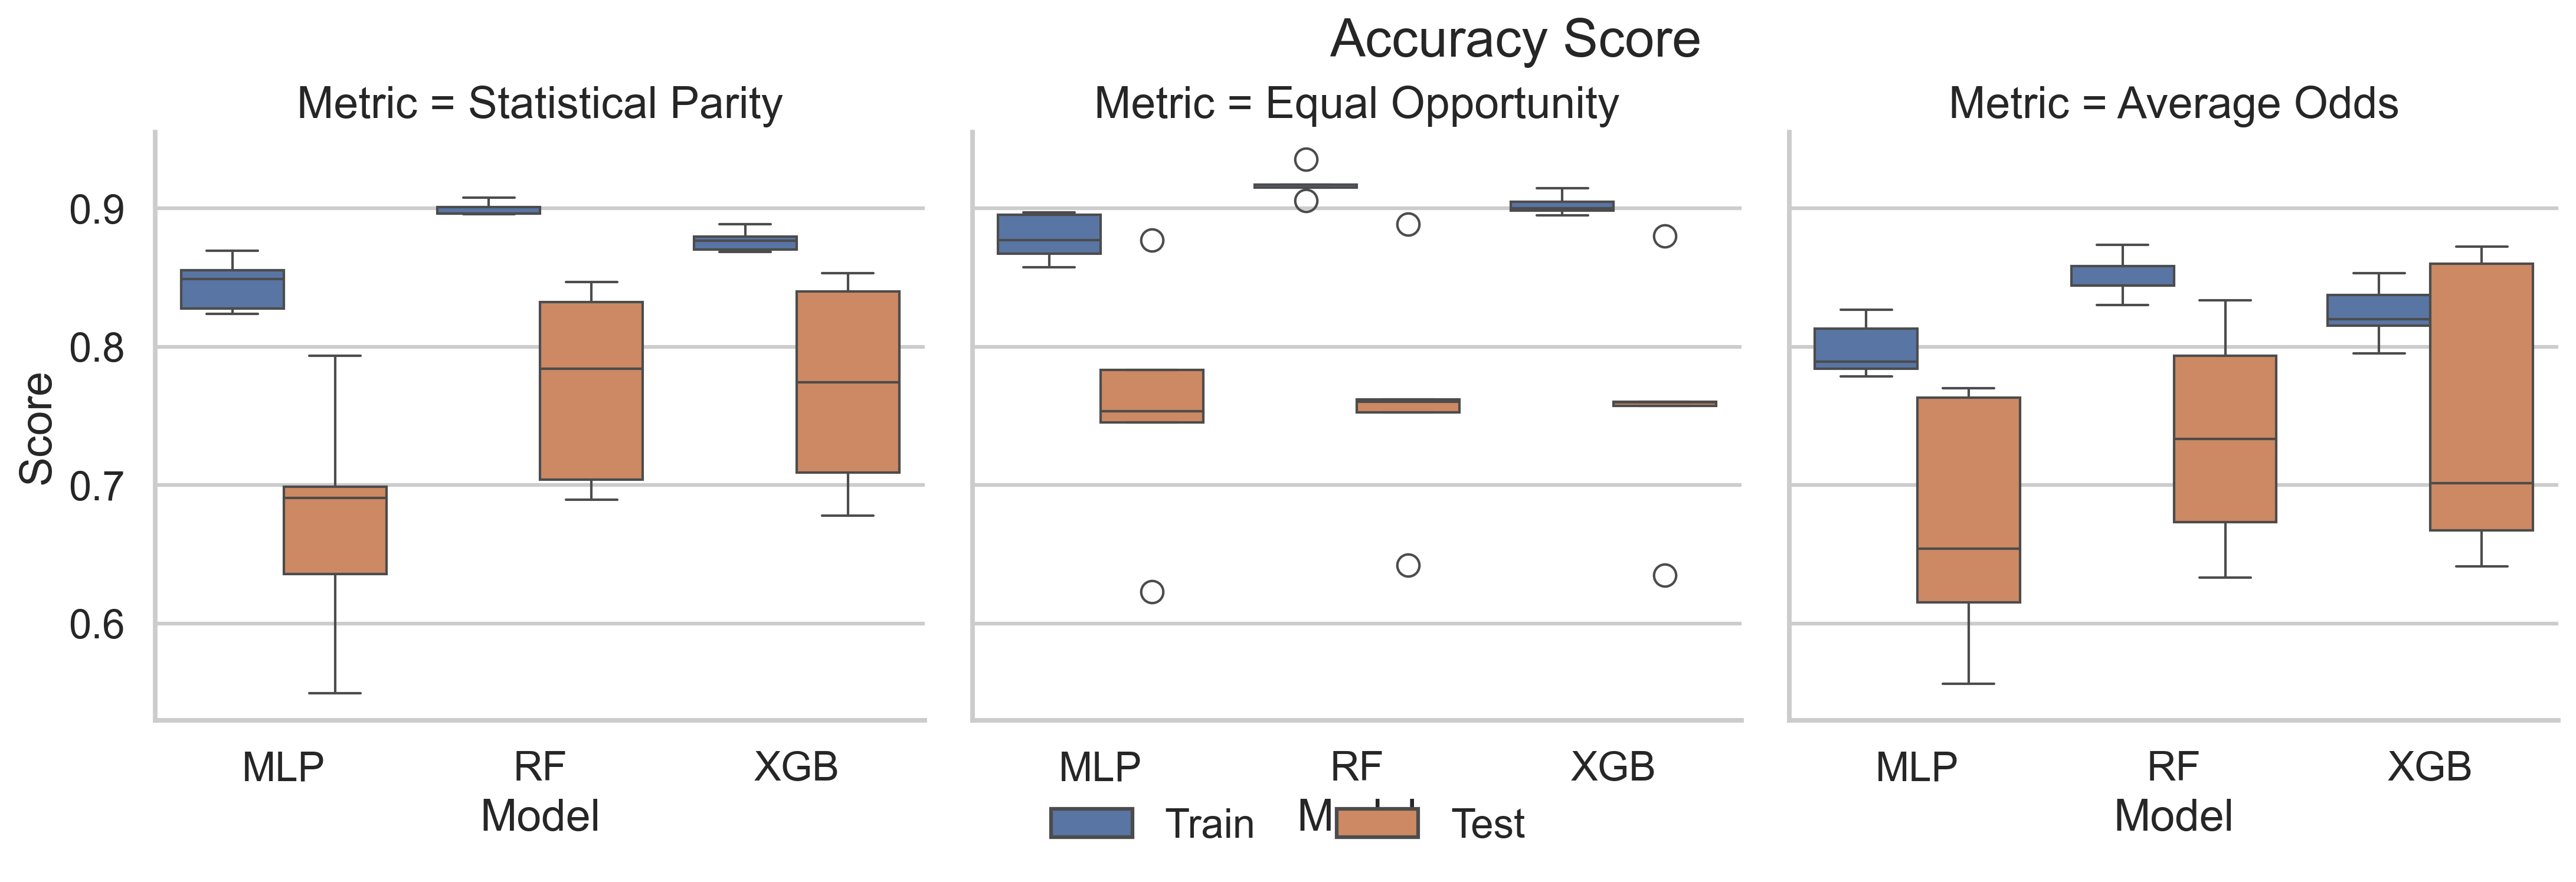 Accuracy Score
Metric = Statistical Parity
Metric = Equal Opportunity
Metric = Average Odds
Score
0.9
0.8
0.7
0.6
MLP RF XGB
MLP RF XGB
MLP RF XGB
Model
Model
Train
Test